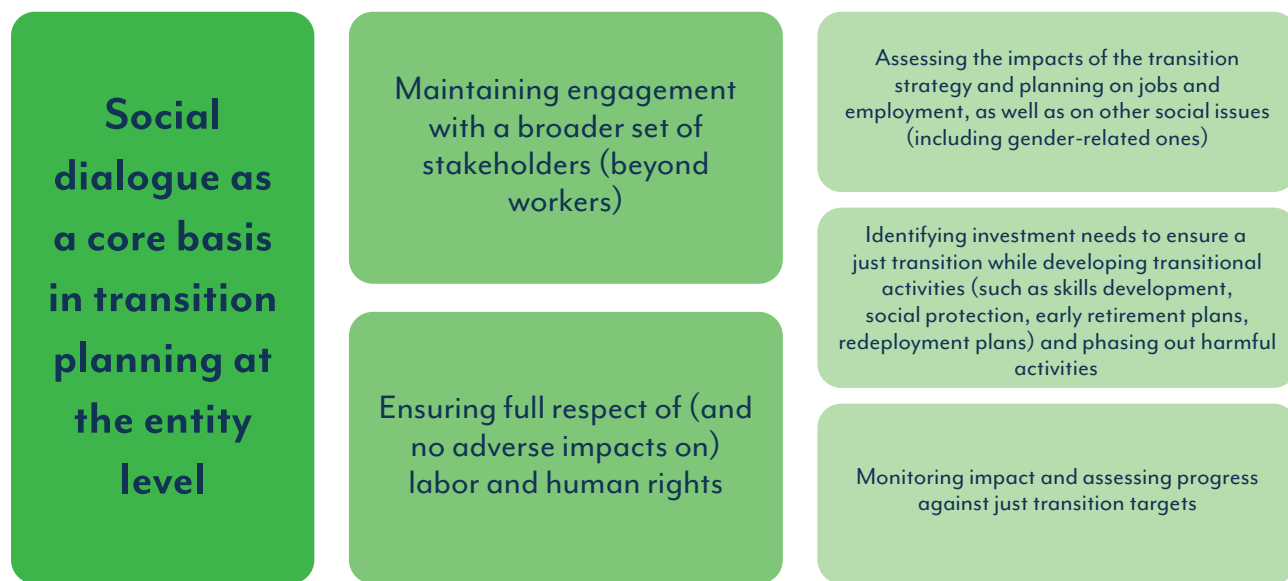 Social
dialogue as
a core basis
in transition
planning at
the entity
level
Maintaining engagement
with a broader set of
stakeholders (beyond
workers)
Ensuring full respect of (and
no adverse impacts on)
labor and human rights
Assessing the impacts of the transition
strategy and planning on jobs and
employment, as well as on other social issues
(including gender-related ones)
Identifying investment needs to ensure a
just transition while developing transitional
activities (such as skills development,
social protection, early retirement plans,
redeployment plans) and phasing out harmful
activities
Monitoring impact and assessing progress
against just transition targets